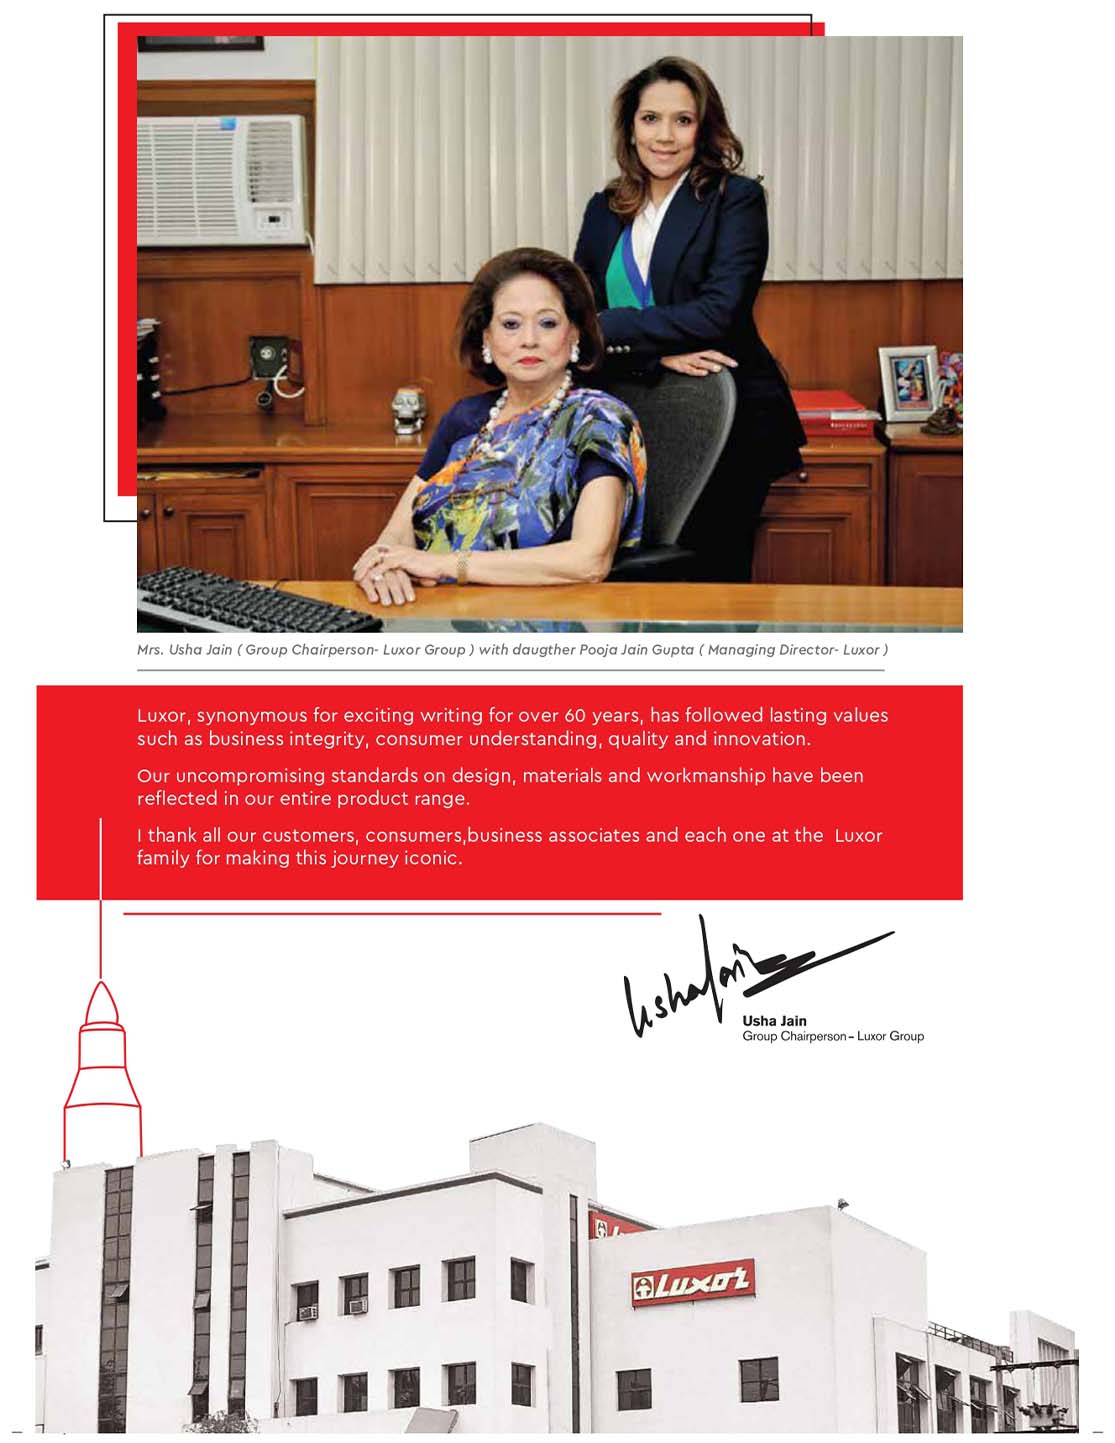 Mrs. Usha Jain ( Group Chairperson- Luxor Group ) with daugther Pooja Jain Gupta ( Managing Director- Luxor )
Luxor, synonymous for exciting writing for over 60 years, has followed lasting values
such as business integrity, consumer understanding, quality and innovation.
Our uncompromising standards on design, materials and workmanship have been
reflected in our entire product range.
I thank all our customers, consumers,business associates and each one at the  Luxor
family for making this journey iconic.
Usha Jain
Usha Jain
Group Chairperson – Luxor Group
Luxor